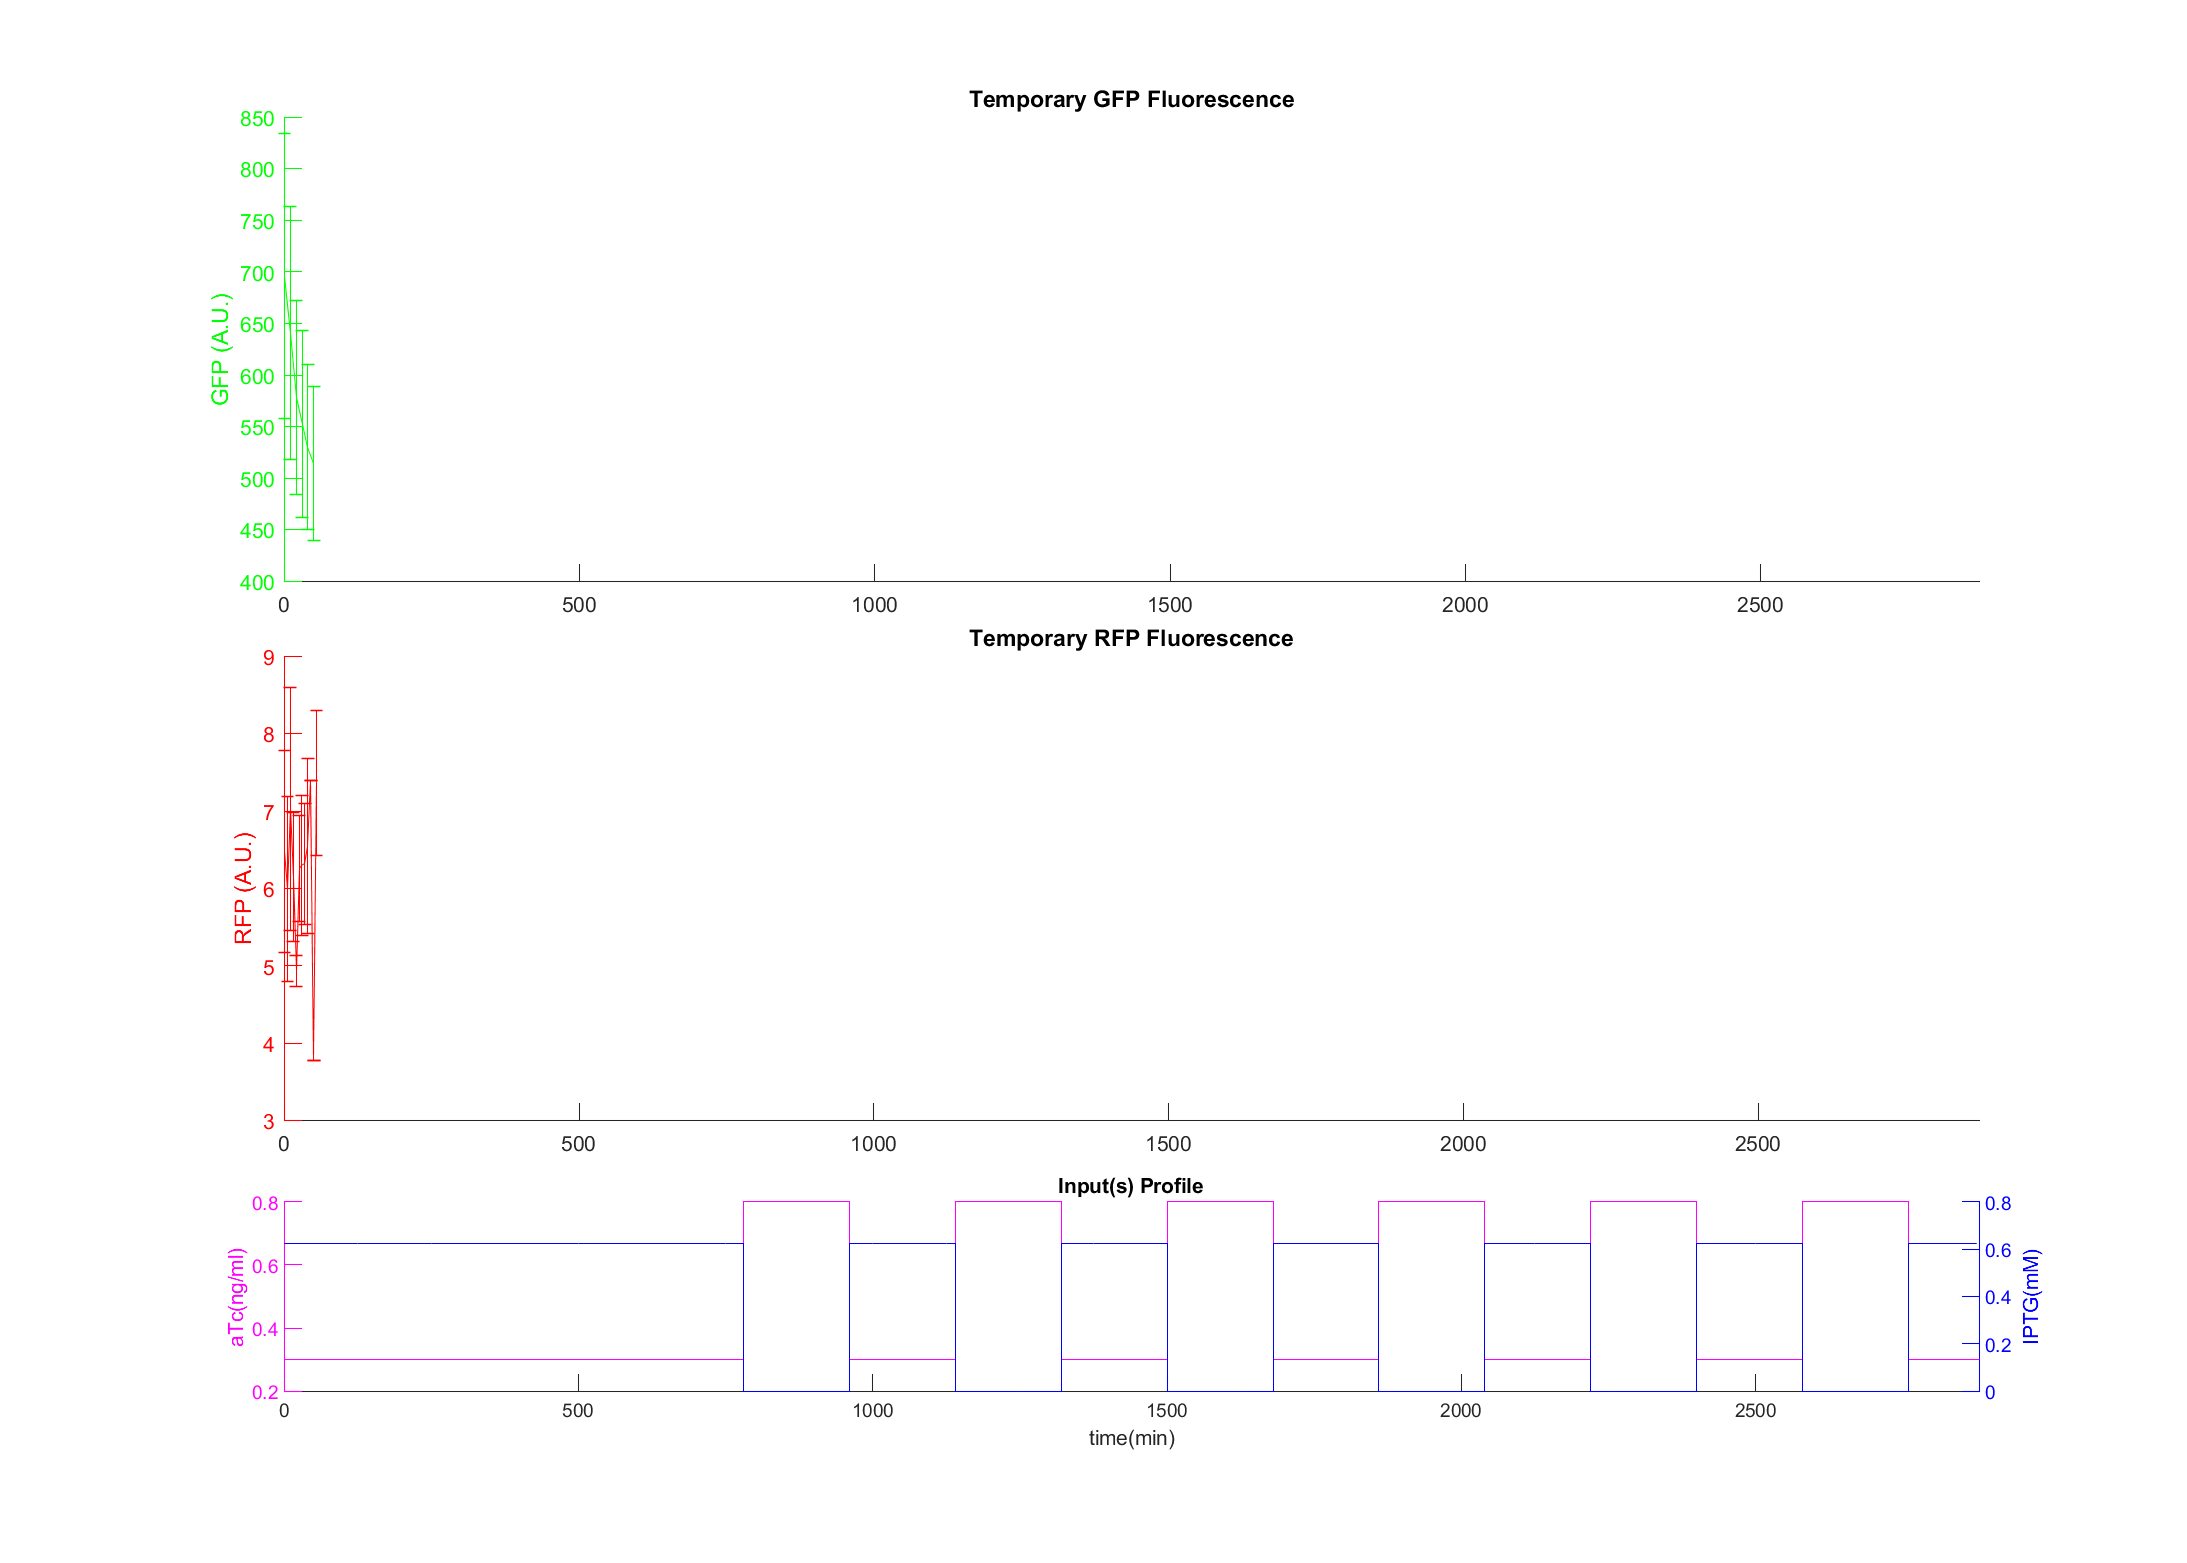 Temporary GFP Fluorescence
850
800
750
700
650
600
550
500
450
400
GFP (A.U.)
0 500 1000 1500 2000 2500
Temporary RFP Fluorescence
9
8
7
6
5
4
3
RFP (A.U.)
0 500 1000 1500 2000 2500
Input(s) Profile
0.8
0.6
0.4
0.2
aTc(ng/ml)
0.8
0.6
0.4
0.2
0
IPTG(mM)
0 500 1000 1500 2000 2500
time(min)